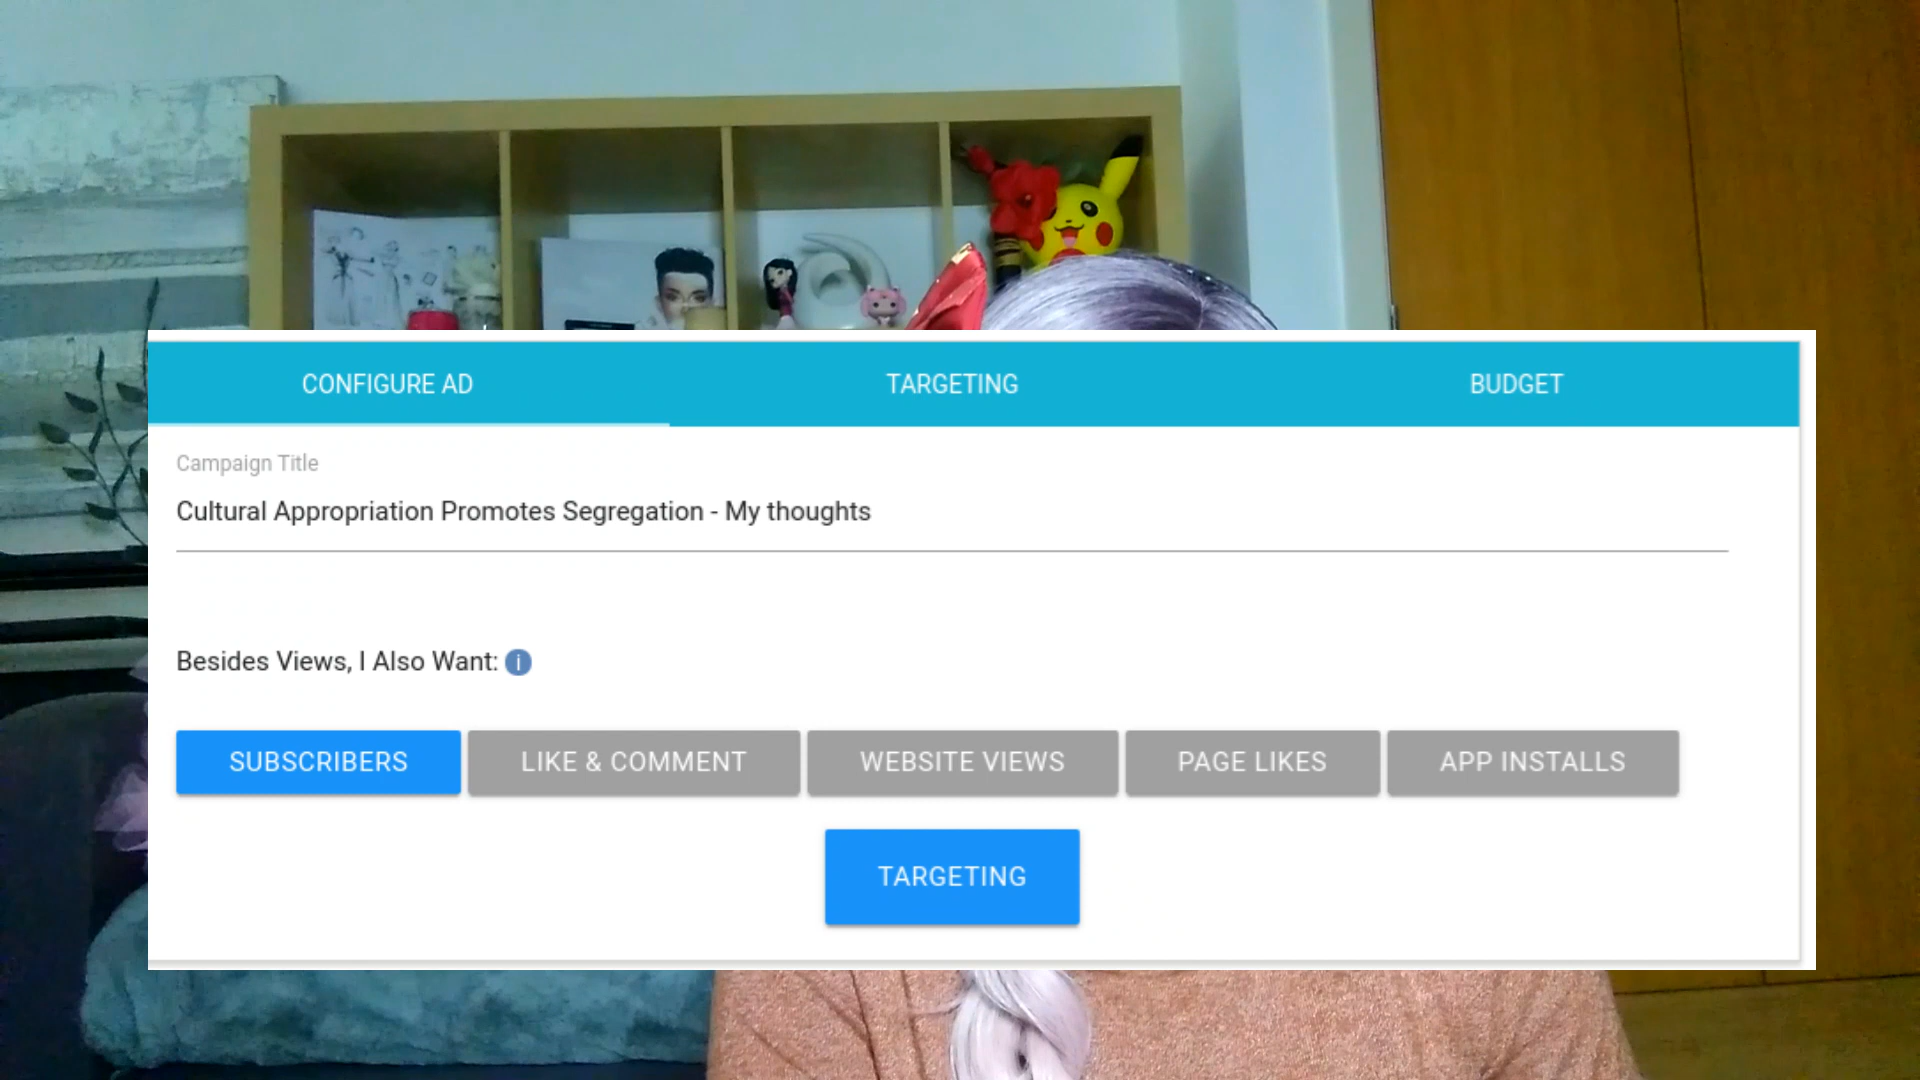 CONFIGURE AD
TARGETING
BUDGET
Campaign Title
Cultural Appropriation Promotes Segregation - My thoughts
Besides Views, I Also Want: i
SUBSCRIBERS
LIKE & COMMENT
WEBSITE VIEWS
PAGE LIKES
APP INSTALLS
TARGETING